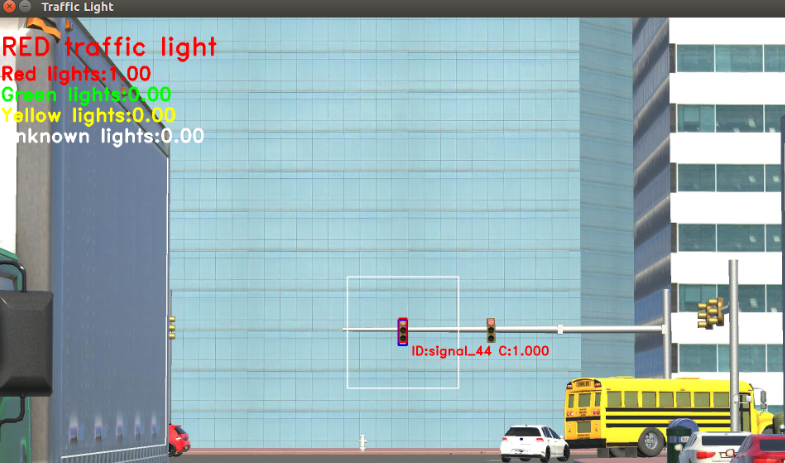 Traffic Light
RED traffic light
Red lights:1.00
Green lights:0.00
Yellow lights:0.00
Unknown lights:0.00
ID:signal_44 C:1.000